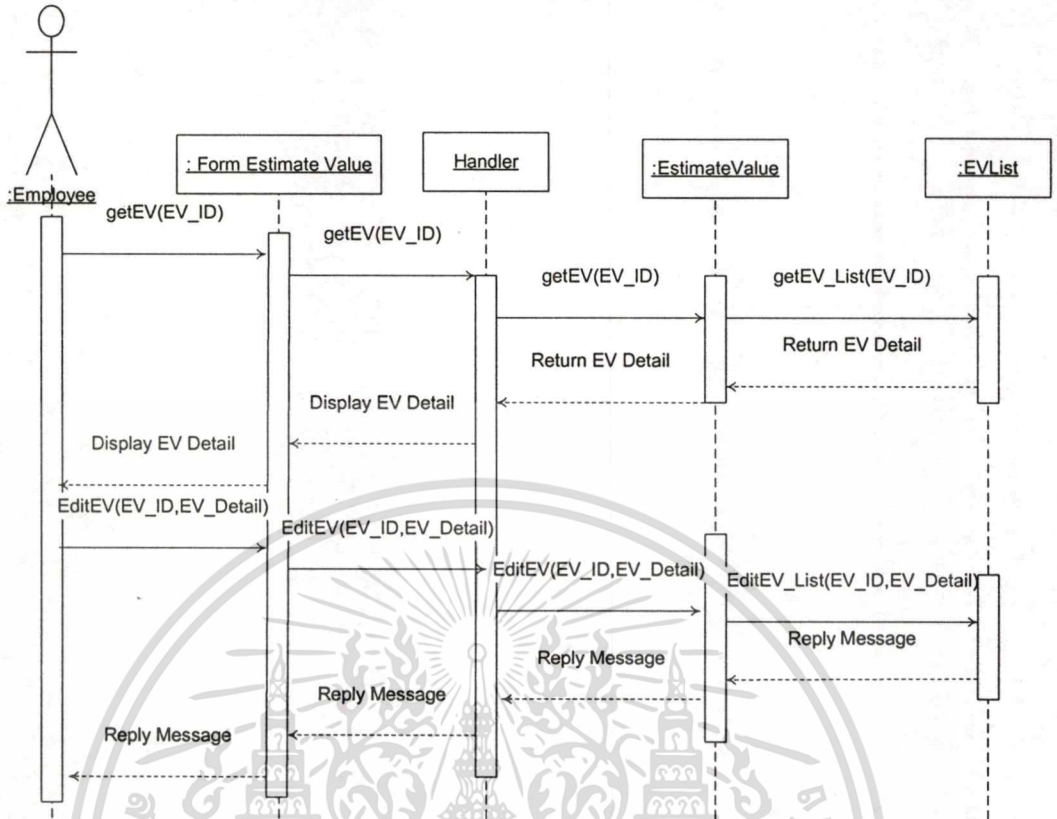 : Form Estimate Value
Handler
:EstimateValue
:EVList
:Employee
getEV(EV_ID)
getEV(EV_ID)
getEV(EV_ID)
getEV_List(EV_ID)
Return EV Detail
Return EV Detail
Display EV Detail
Display EV Detail
EditEV(EV_ID,EV_Detail)
EditEV(EV_ID,EV_Detail)
EditEV(EV_ID,EV_Detail)
EditEV_List(EV_ID,EV_Detail)
Reply Message
Reply Message
Reply Message
Reply Message